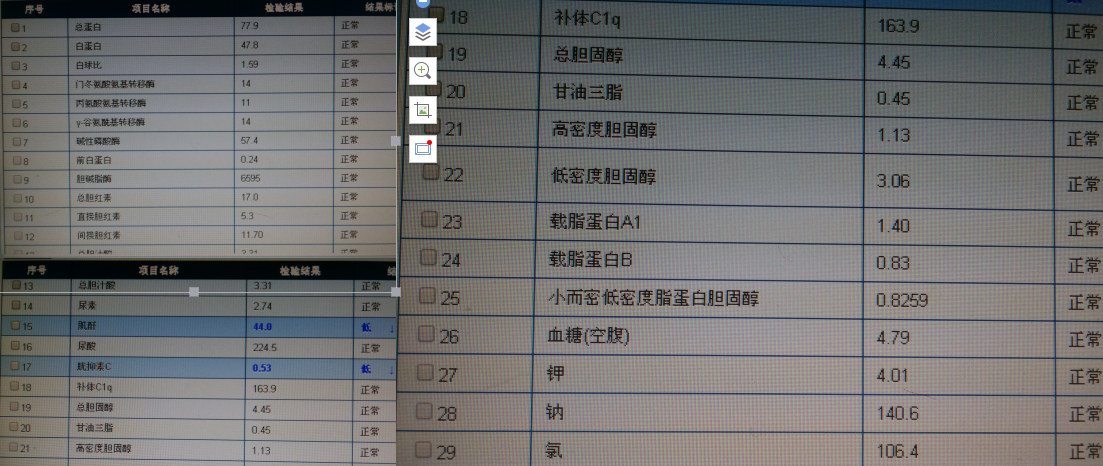 序号 项目名称 检验结果 结果标
1 总蛋白 77.9 正常
2 白蛋白 47.8 正常
3 白球比 1.59 正常
4 门冬氨酸氨基转移酶 14 正常
5 丙氨酸氨基转移酶 11 正常
6 γ-谷氨酰基转移酶 14 正常
7 碱性磷酸酶 57.4 正常
8 前白蛋白 0.24 正常
9 胆碱脂酶 6595 正常
10 总胆红素 17.0 正常
11 直接胆红素 5.3 正常
12 间接胆红素 11.70 正常
序号 项目名称 检验结果 结
13 总胆汁酸 3.31 正常
14 尿素 2.74 正常
15 肌酐 44.0 低 ↓
16 尿酸 224.5 正常
17 胱抑素C 0.53 低 ↓
18 补体C1q 163.9 正常
19 总胆固醇 4.45 正常
20 甘油三脂 0.45 正常
21 高密度胆固醇 1.13 正常
18 补体C1q 163.9 正常
19 总胆固醇 4.45 正常
20 甘油三脂 0.45 正常
21 高密度胆固醇 1.13 正常
22 低密度胆固醇 3.06 正常
23 载脂蛋白A1 1.40 正常
24 载脂蛋白B 0.83 正常
25 小而密低密度脂蛋白胆固醇 0.8259 正常
26 血糖(空腹) 4.79 正常
27 钾 4.01 正常
28 钠 140.6 正常
29 氯 106.4 正常